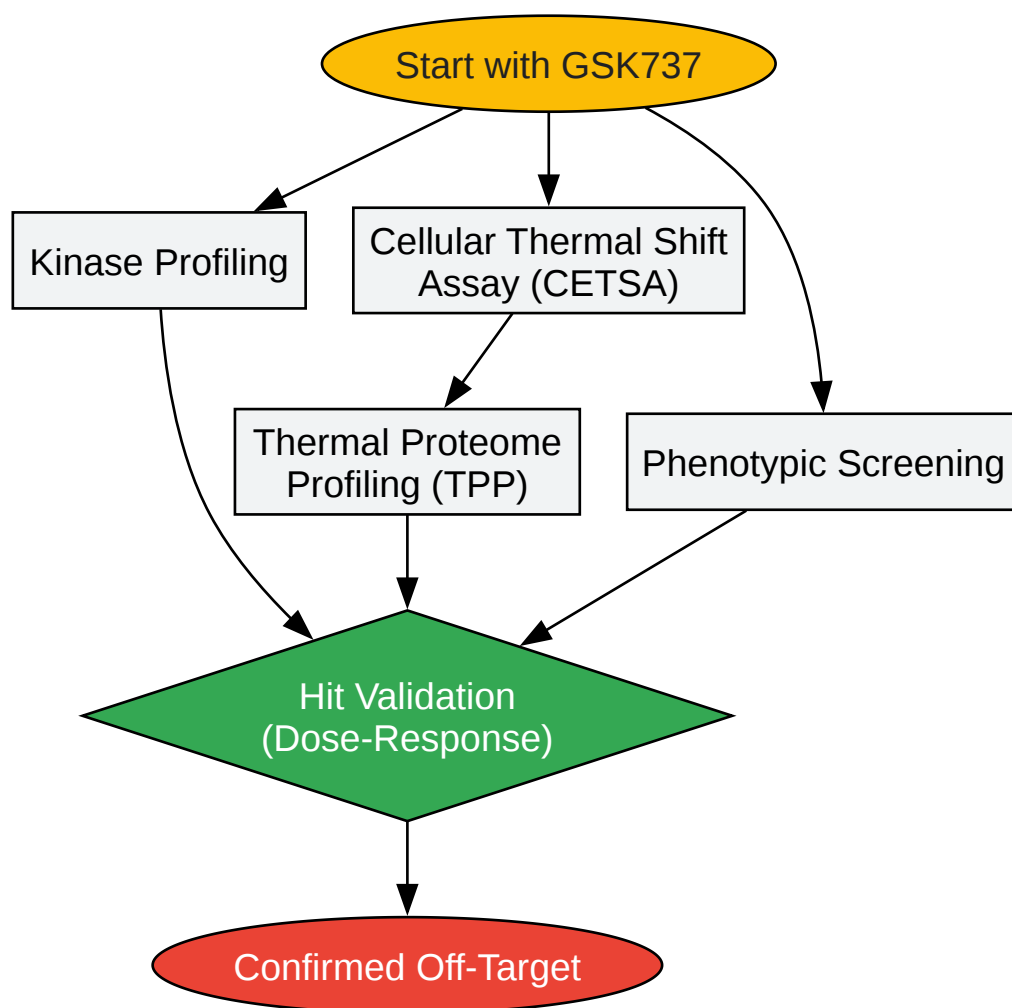 Start with GSK737
Kinase Profiling
Cellular Thermal Shift
Assay (CETSA)
Thermal Proteome
Profiling (TPP)
Phenotypic Screening
Hit Validation
(Dose-Response)
Confirmed Off-Target